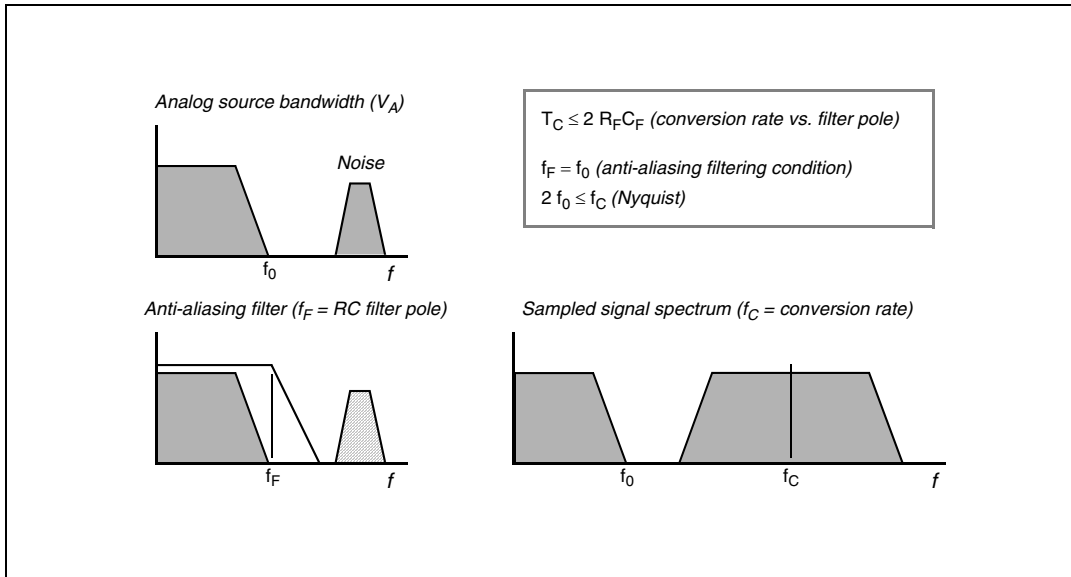 Analog source bandwidth (VA)
Noise
f0
f
TC ≤ 2 RFCF (conversion rate vs. filter pole)
fF = f0 (anti-aliasing filtering condition)
2 f0 ≤ fC (Nyquist)
Anti-aliasing filter (fF = RC filter pole)
fF
f
Sampled signal spectrum (fC = conversion rate)
f0
fC
f